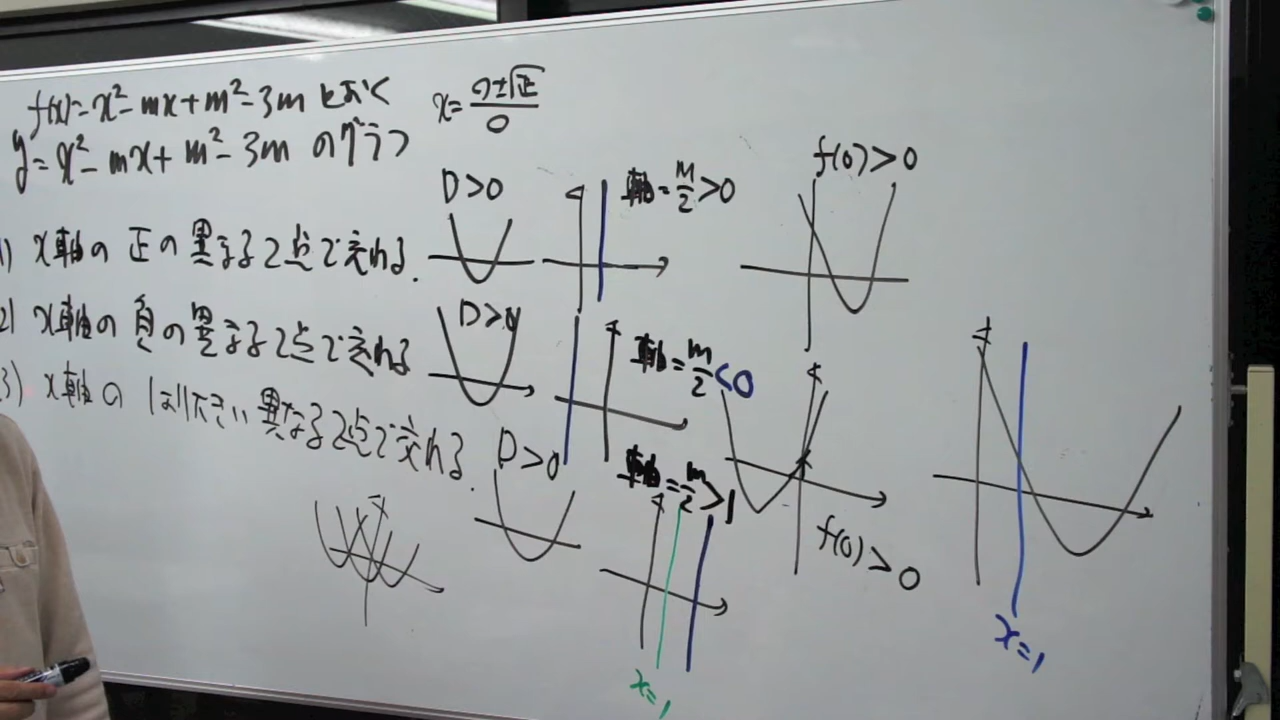 f(x)=x²-mx+m²-3m とおく
y=x²-mx+m²-3m のグラフ
1) x軸の正の異なる2点で交わる.
2) x軸の負の異なる2点で交わる
3) x軸の1より大きい異なる2点で交わる.
D>0
軸=m/2>0
f(0)>0
D>0
軸=m/2<0
f(0)>0
D>0
軸=m/2>1
x=1
x=1